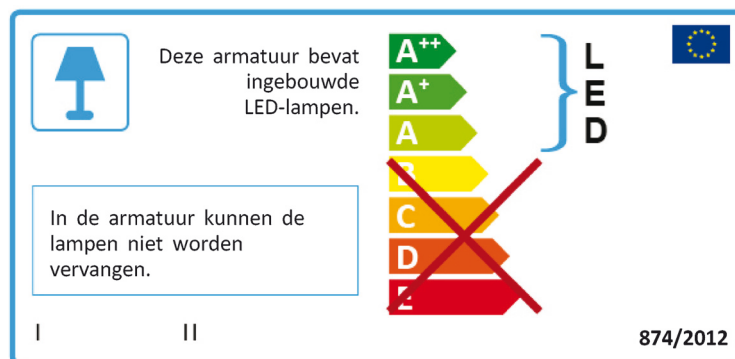 Deze armatuur bevat
ingebouwde
LED-lampen.
In de armatuur kunnen de
lampen niet worden
vervangen.
I II
A++
A+
A
B
C
D
E
L
E
D
874/2012